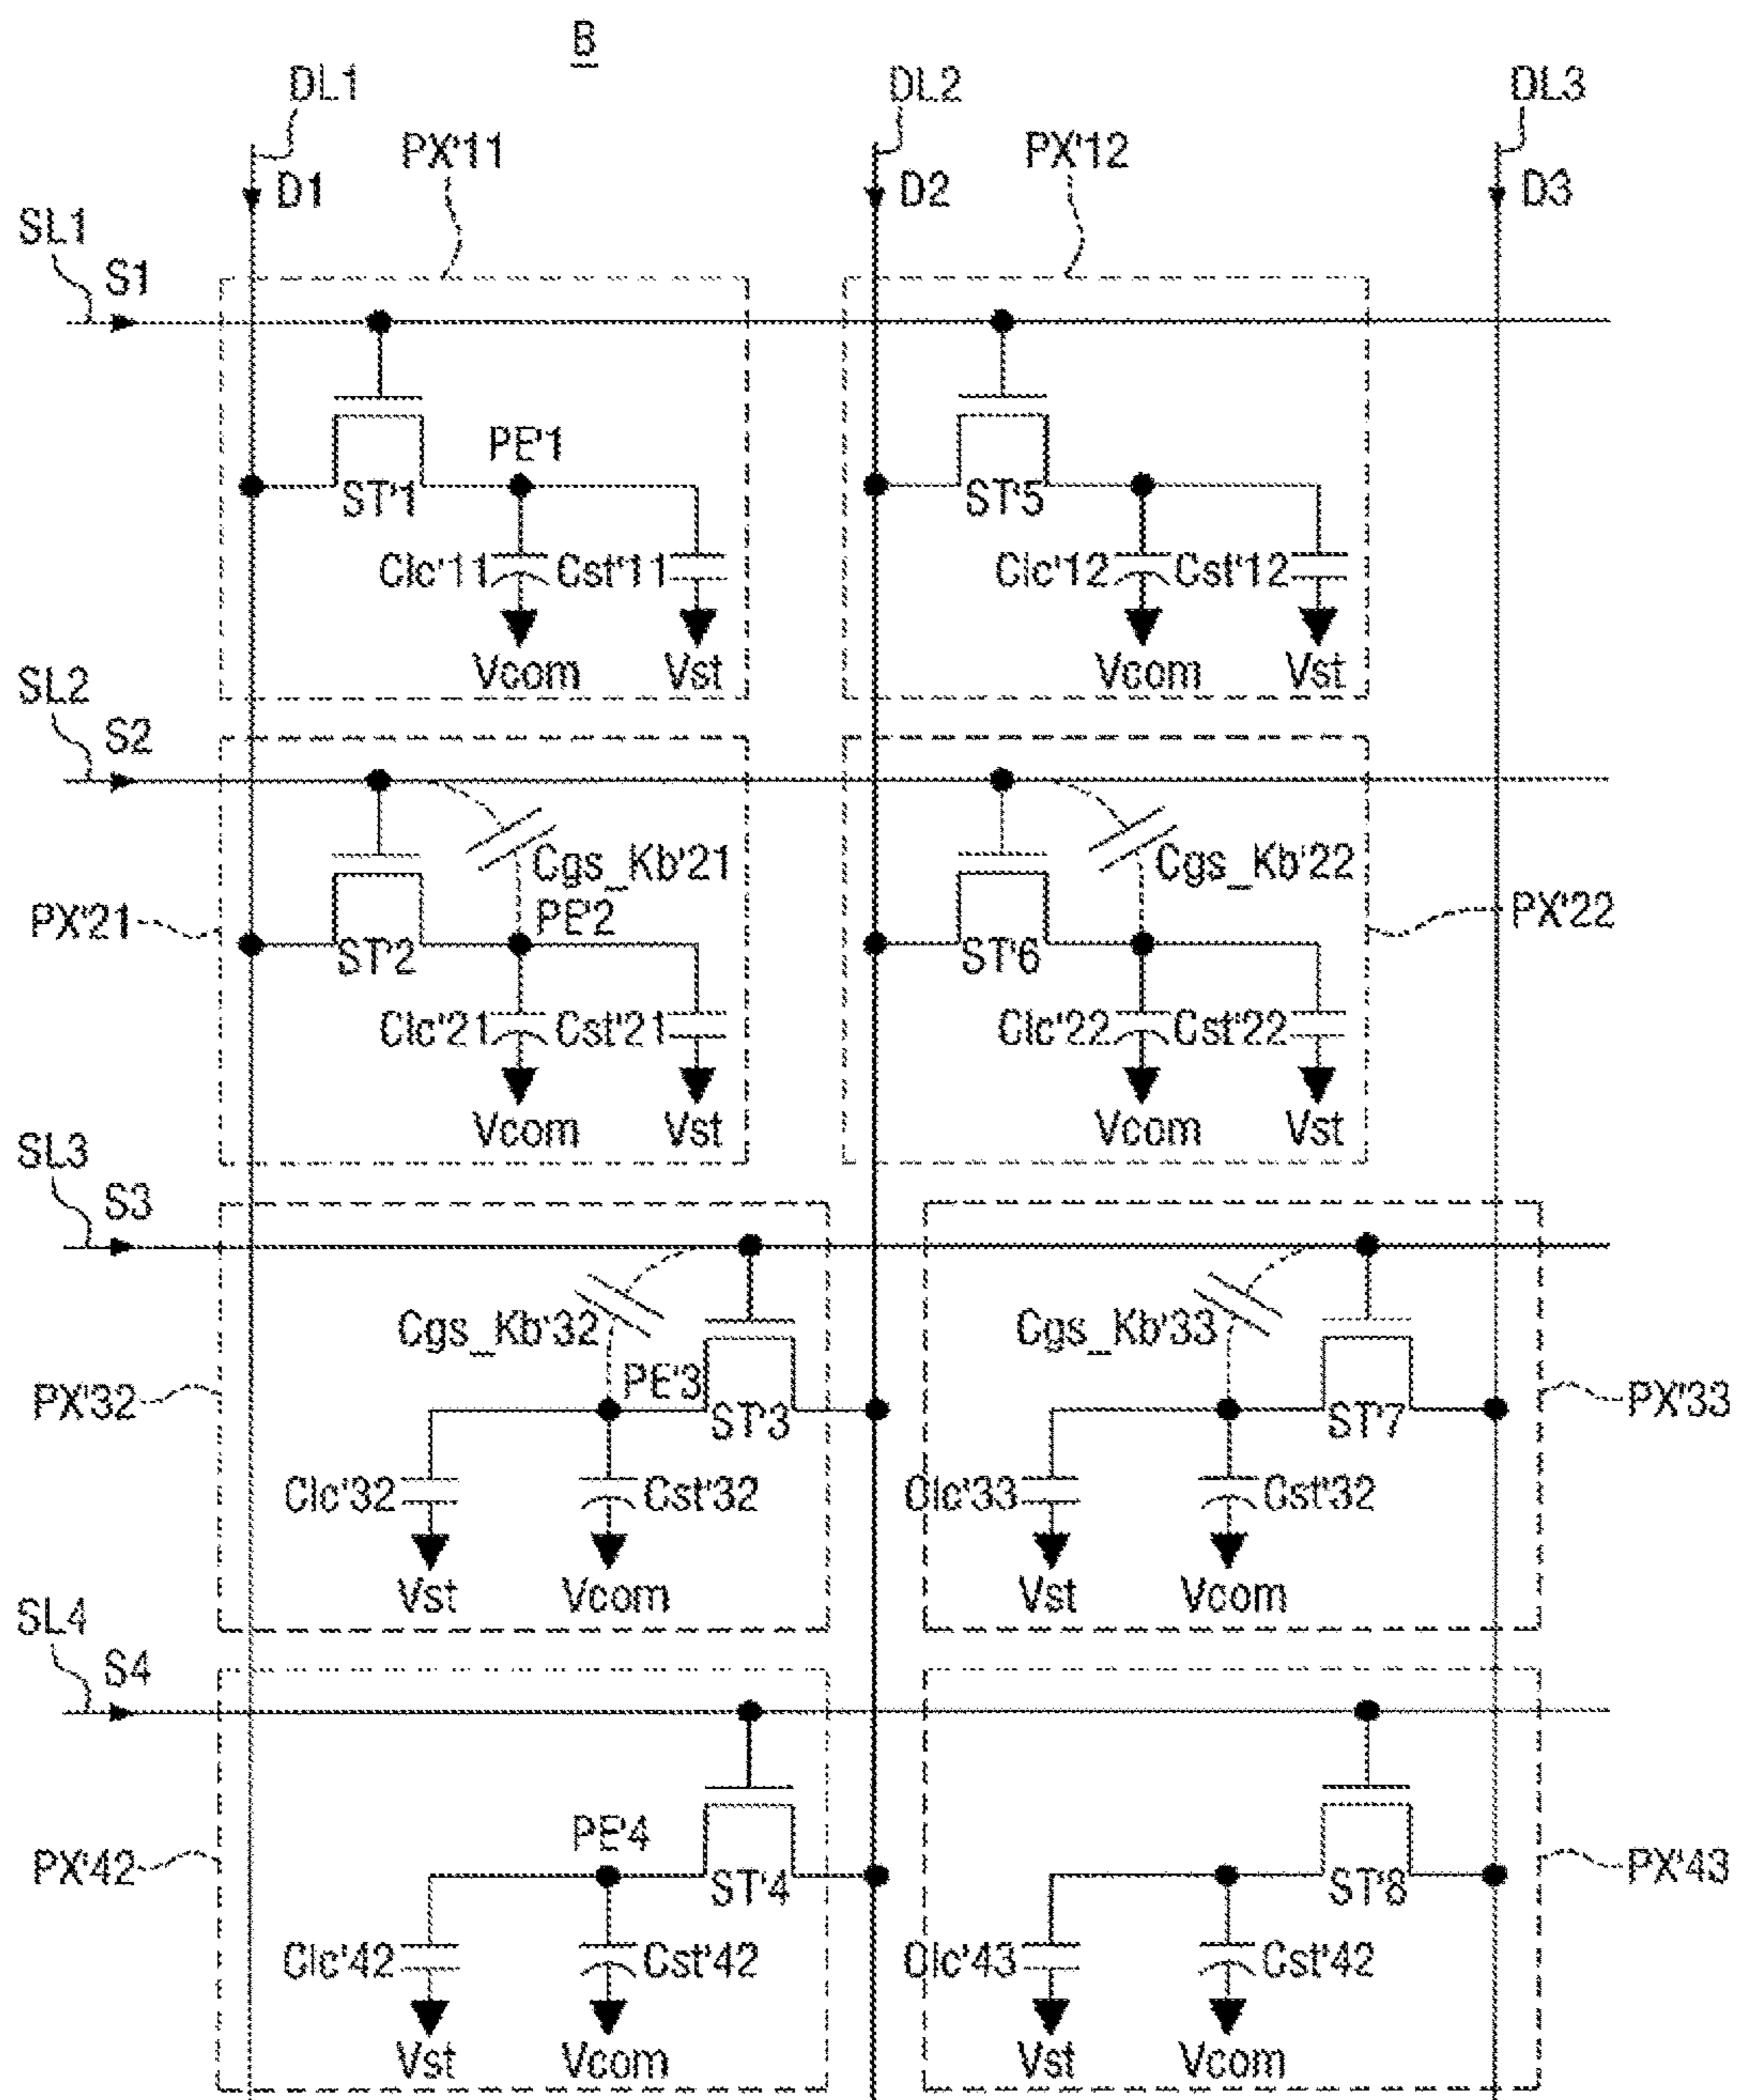 B
DL1 DL2 DL3
PX'11 PX'12
D1 D2 D3
SL1
S1
PE'1
ST'1 ST'5
Clc'11 Cst'11 Clc'12 Cst'12
Vcom Vst Vcom Vst
SL2
S2
Cgs_Kb'21 Cgs_Kb'22
PX'21 PE'2 PX'22
ST'2 ST'6
Clc'21 Cst'21 Clc'22 Cst'22
Vcom Vst Vcom Vst
SL3
S3
Cgs_Kb'32 Cgs_Kb'33
PX'32 PE'3 PX'33
ST'3 ST'7
Clc'32 Cst'32 Clc'33 Cst'32
Vst Vcom Vst Vcom
SL4
S4
PE'4
PX'42 PX'43
ST'4 ST'8
Clc'42 Cst'42 Clc'43 Cst'42
Vst Vcom Vst Vcom